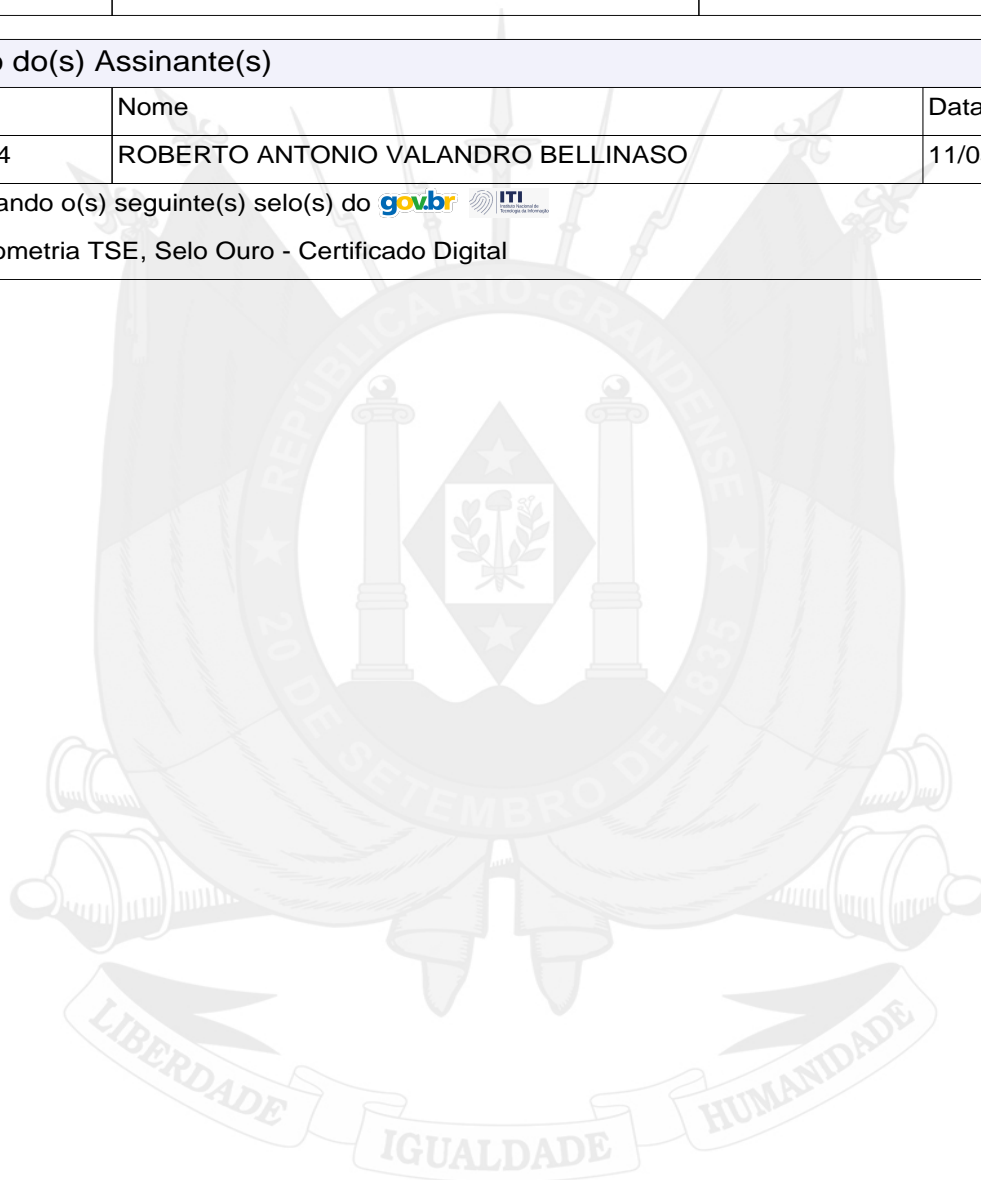 o do(s) Assinante(s)
Nome Data
4 ROBERTO ANTONIO VALANDRO BELLINASO 11/0
ando o(s) seguinte(s) selo(s) do gov.br ITI
ometria TSE, Selo Ouro - Certificado Digital
REPÚBLICA RIO-GRANDENSE
20 DE SETEMBRO DE 1835
LIBERDADE IGUALDADE HUMANIDADE